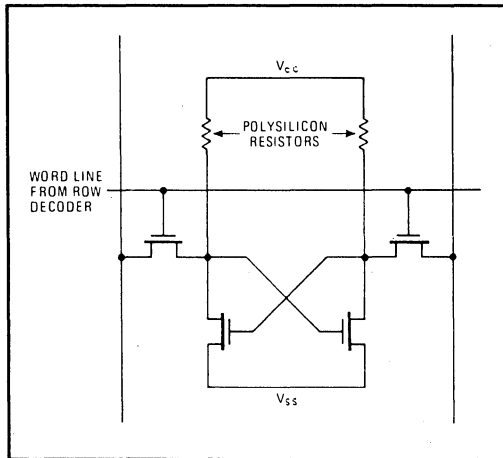 Vcc
POLYSILICON
RESISTORS
WORD LINE
FROM ROW
DECODER
Vss